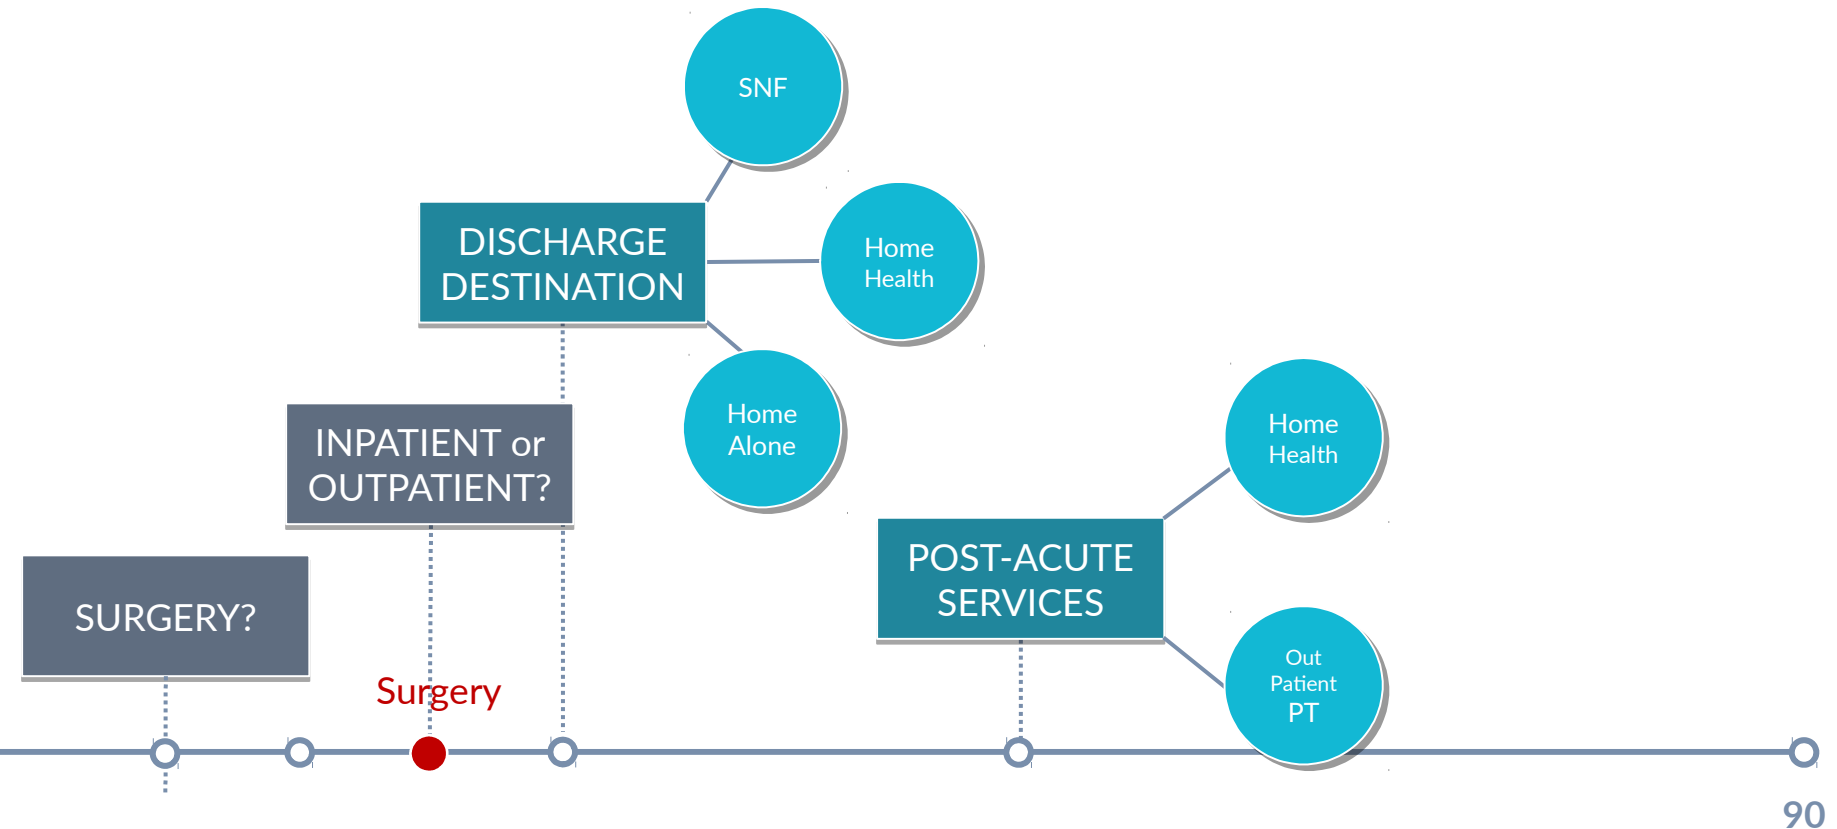 SNF
DISCHARGE
DESTINATION
Home
Health
Home
Alone
INPATIENT or
OUTPATIENT?
Home
Health
POST-ACUTE
SERVICES
SURGERY?
Surgery
Out
Patient
PT
90